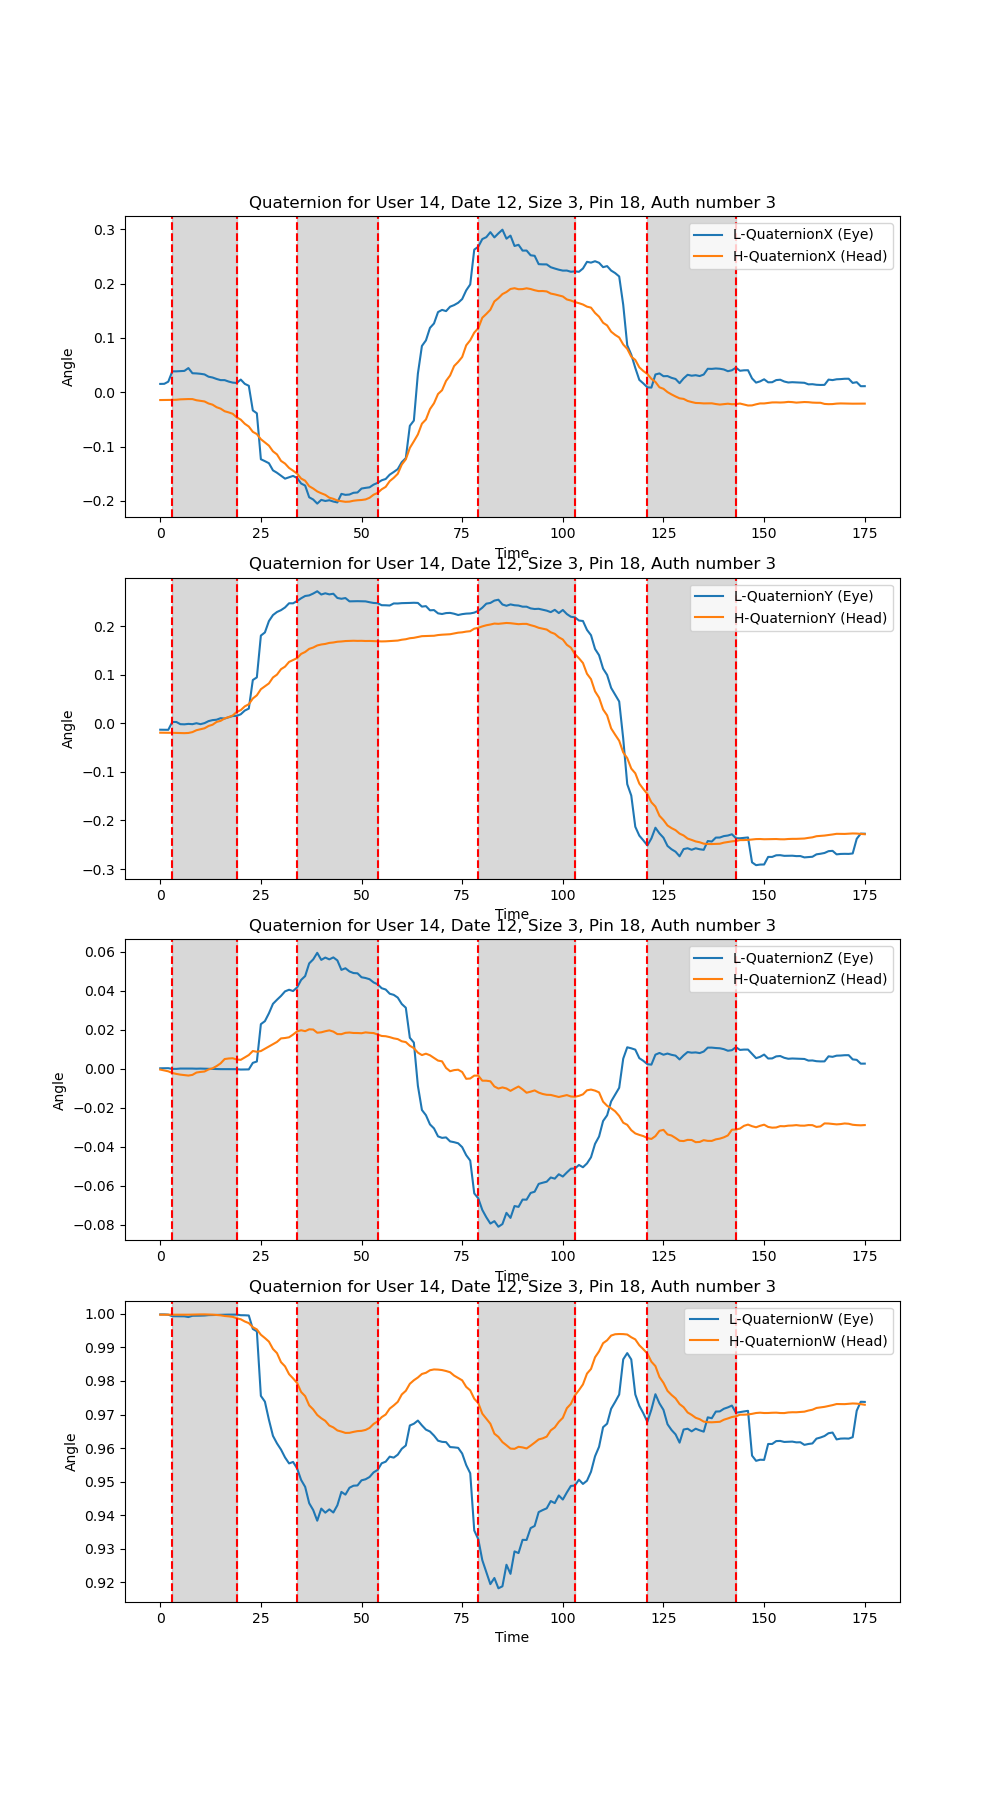 Quaternion for User 14, Date 12, Size 3, Pin 18, Auth number 3
L-QuaternionX (Eye)
H-QuaternionX (Head)
0.3
0.2
0.1
0.0
−0.1
−0.2
Angle
0 25 50 75 100 125 150 175
Time
Quaternion for User 14, Date 12, Size 3, Pin 18, Auth number 3
L-QuaternionY (Eye)
H-QuaternionY (Head)
0.2
0.1
0.0
−0.1
−0.2
−0.3
Angle
0 25 50 75 100 125 150 175
Time
Quaternion for User 14, Date 12, Size 3, Pin 18, Auth number 3
L-QuaternionZ (Eye)
H-QuaternionZ (Head)
0.06
0.04
0.02
0.00
−0.02
−0.04
−0.06
−0.08
Angle
0 25 50 75 100 125 150 175
Time
Quaternion for User 14, Date 12, Size 3, Pin 18, Auth number 3
L-QuaternionW (Eye)
H-QuaternionW (Head)
1.00
0.99
0.98
0.97
0.96
0.95
0.94
0.93
0.92
Angle
0 25 50 75 100 125 150 175
Time